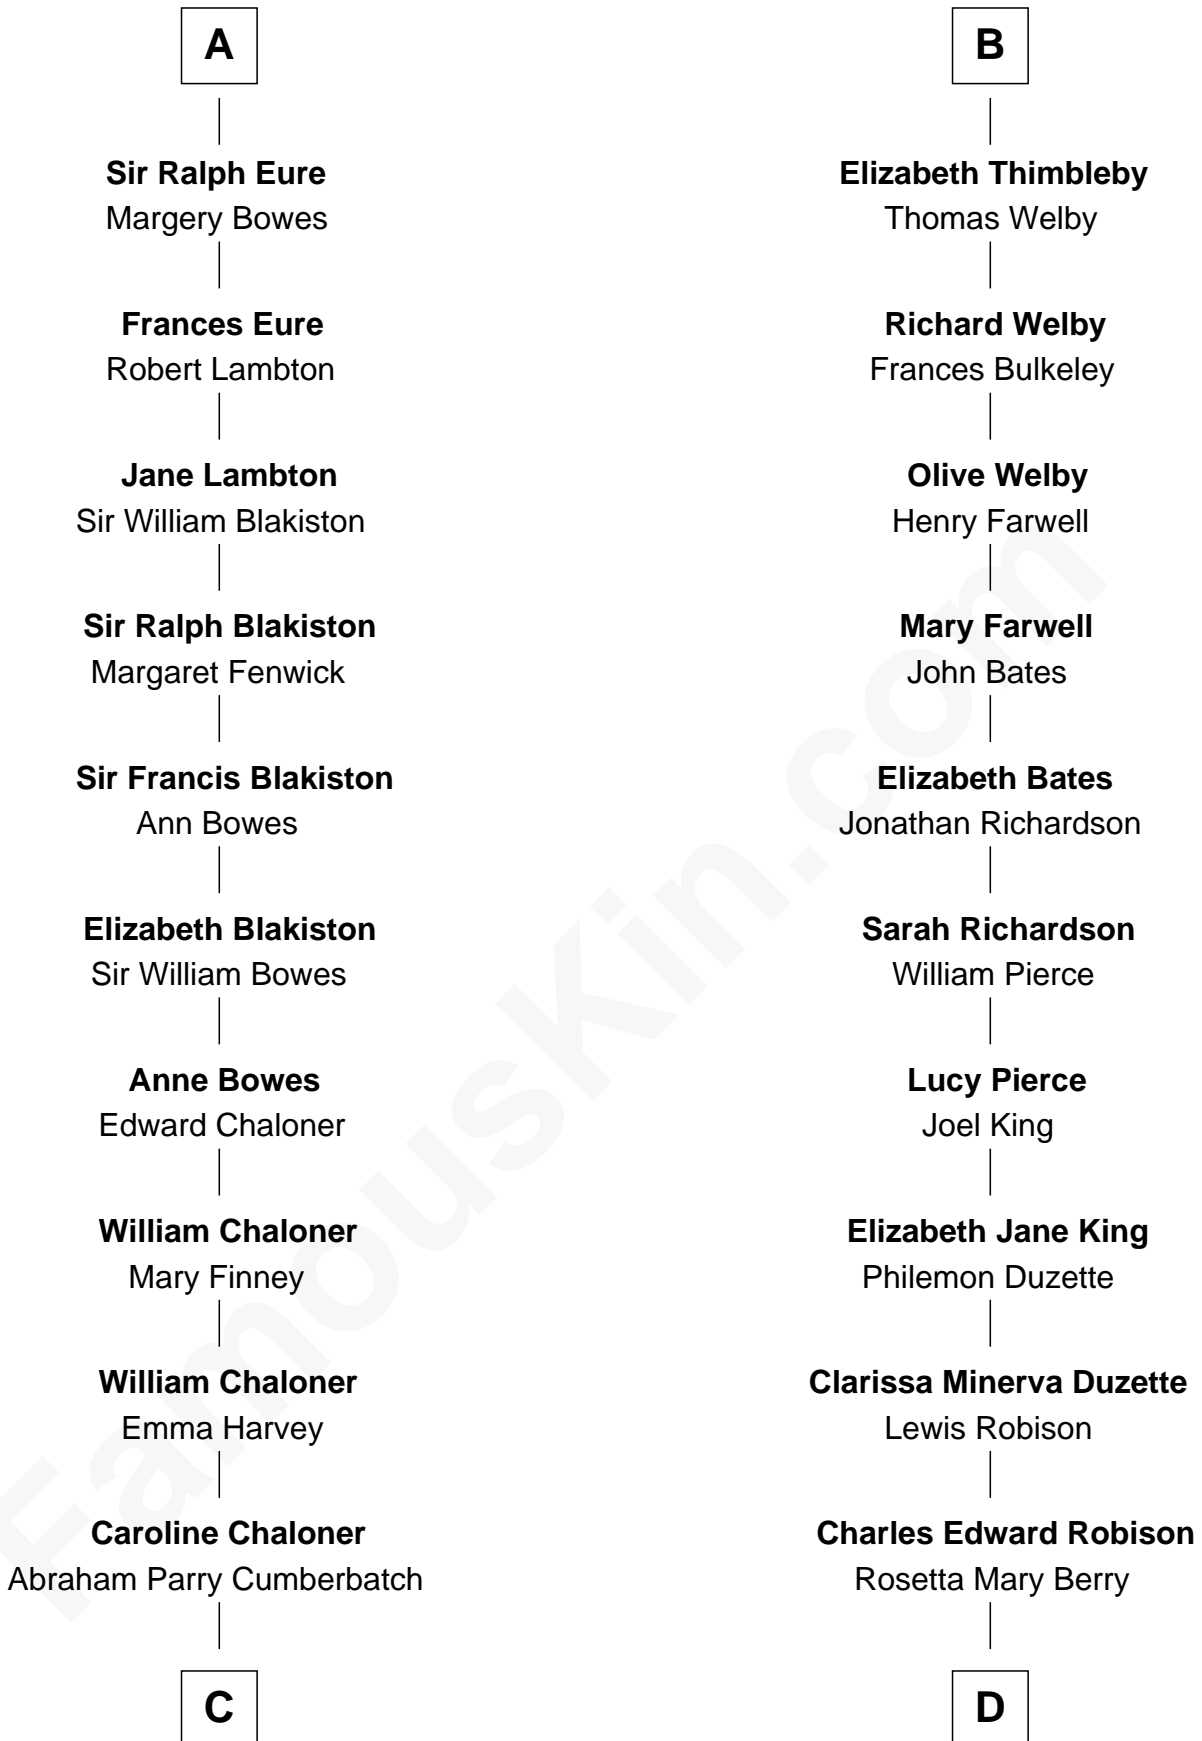 A
Sir Ralph Eure
Margery Bowes
Frances Eure
Robert Lambton
Jane Lambton
Sir William Blakiston
Sir Ralph Blakiston
Margaret Fenwick
Sir Francis Blakiston
Ann Bowes
Elizabeth Blakiston
Sir William Bowes
Anne Bowes
Edward Chaloner
William Chaloner
Mary Finney
William Chaloner
Emma Harvey
Caroline Chaloner
Abraham Parry Cumberbatch
C
B
Elizabeth Thimbleby
Thomas Welby
Richard Welby
Frances Bulkeley
Olive Welby
Henry Farwell
Mary Farwell
John Bates
Elizabeth Bates
Jonathan Richardson
Sarah Richardson
William Pierce
Lucy Pierce
Joel King
Elizabeth Jane King
Philemon Duzette
Clarissa Minerva Duzette
Lewis Robison
Charles Edward Robison
Rosetta Mary Berry
D
FamousKin.com